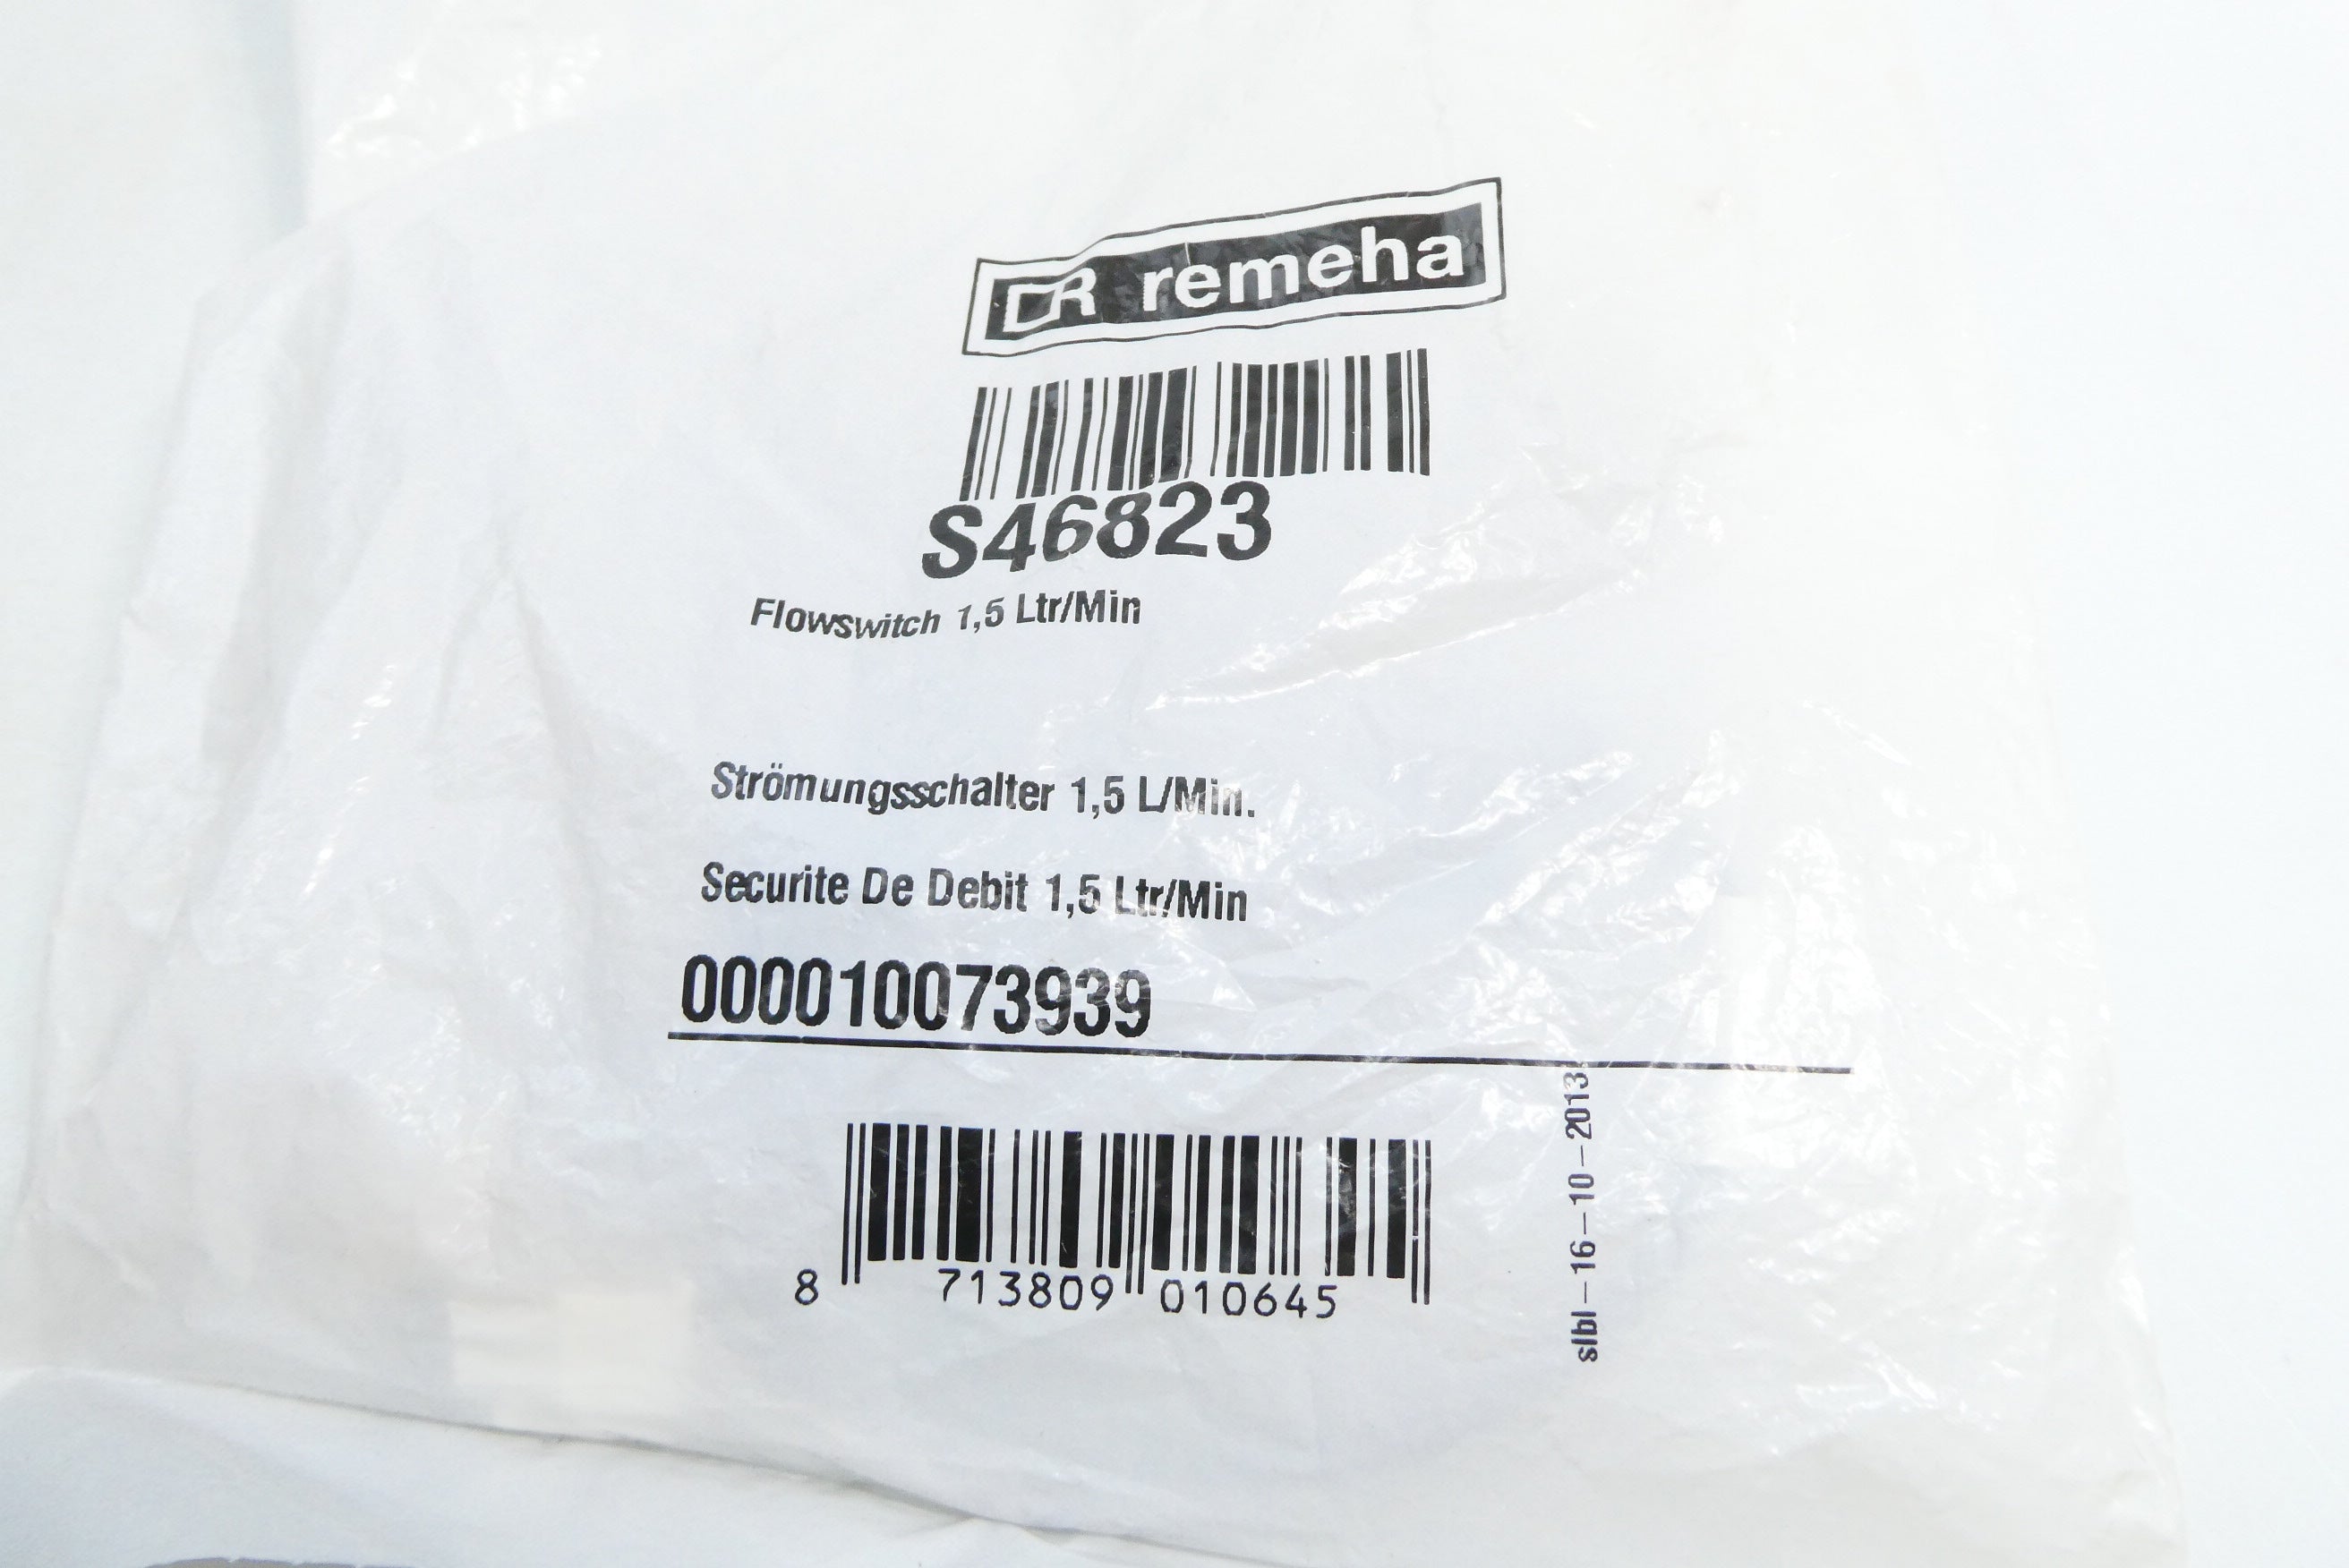 remeha
S46823
Flowswitch 1,5 Ltr/Min
Strömungsschalter 1,5 L/Min.
Securite De Debit 1,5 Ltr/Min
000010073939
8 713809 010645
slbl-16-10-2013